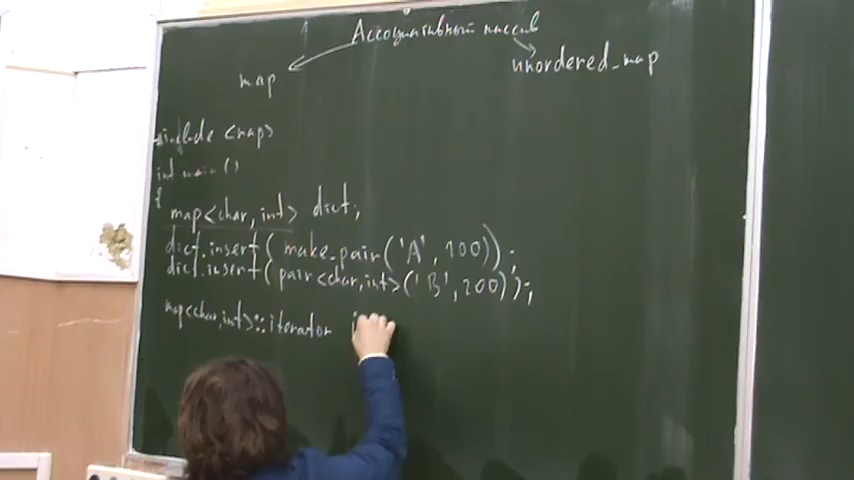 Ассоциативный массив
map
unordered_map
#include <map>
int main ()
{
map<char, int> dict;
dict.insert( make_pair('A', 100));
dict.insert( pair<char,int>('B', 200));
map<char,int>::iterator